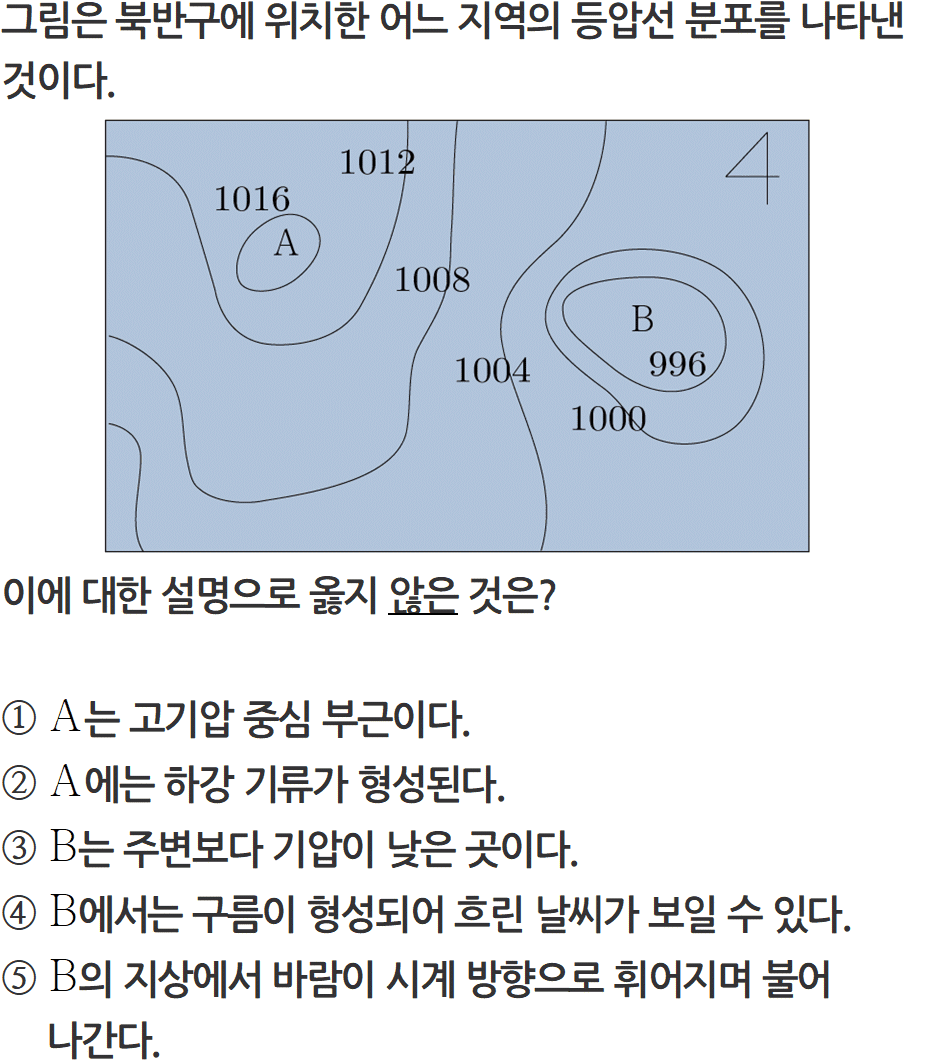 그림은 북반구에 위치한 어느 지역의 등압선 분포를 나타낸
것이다.
1012
1016
A
1008
B
1004
996
1000
이에 대한 설명으로 옳지 않은 것은?
① A는 고기압 중심 부근이다.
② A에는 하강 기류가 형성된다.
③ B는 주변보다 기압이 낮은 곳이다.
④ B에서는 구름이 형성되어 흐린 날씨가 보일 수 있다.
⑤ B의 지상에서 바람이 시계 방향으로 휘어지며 불어
나간다.